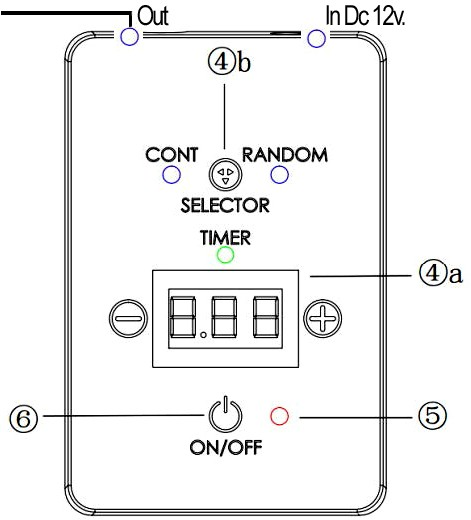 Out In Dc 12v.
④b
CONT RANDOM
SELECTOR
TIMER
④a
8.88
⑥ ⑤
ON/OFF